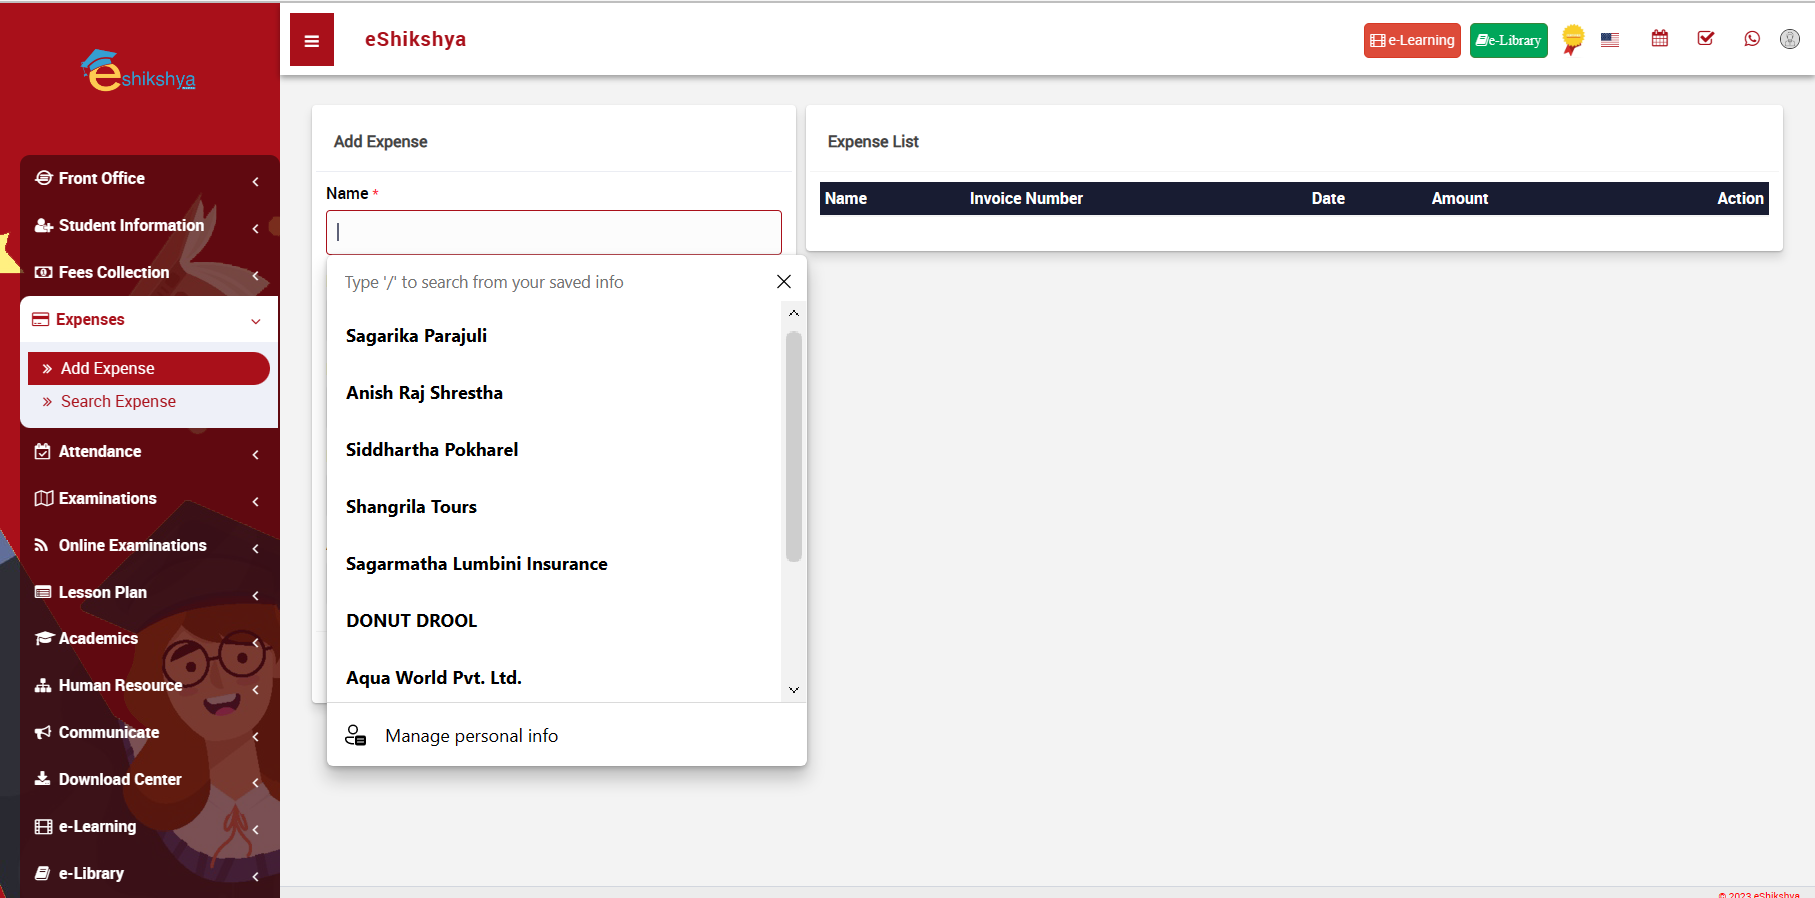 eshikshya
eShikshya
e-Learning
e-Library
Front Office
Student Information
Fees Collection
Expenses
Add Expense
Search Expense
Attendance
Examinations
Online Examinations
Lesson Plan
Academics
Human Resource
Communicate
Download Center
e-Learning
e-Library
Add Expense
Name *
Type '/' to search from your saved info
Sagarika Parajuli
Anish Raj Shrestha
Siddhartha Pokharel
Shangrila Tours
Sagarmatha Lumbini Insurance
DONUT DROOL
Aqua World Pvt. Ltd.
Manage personal info
Expense List
Name Invoice Number Date Amount Action
© 2023 eShikshya